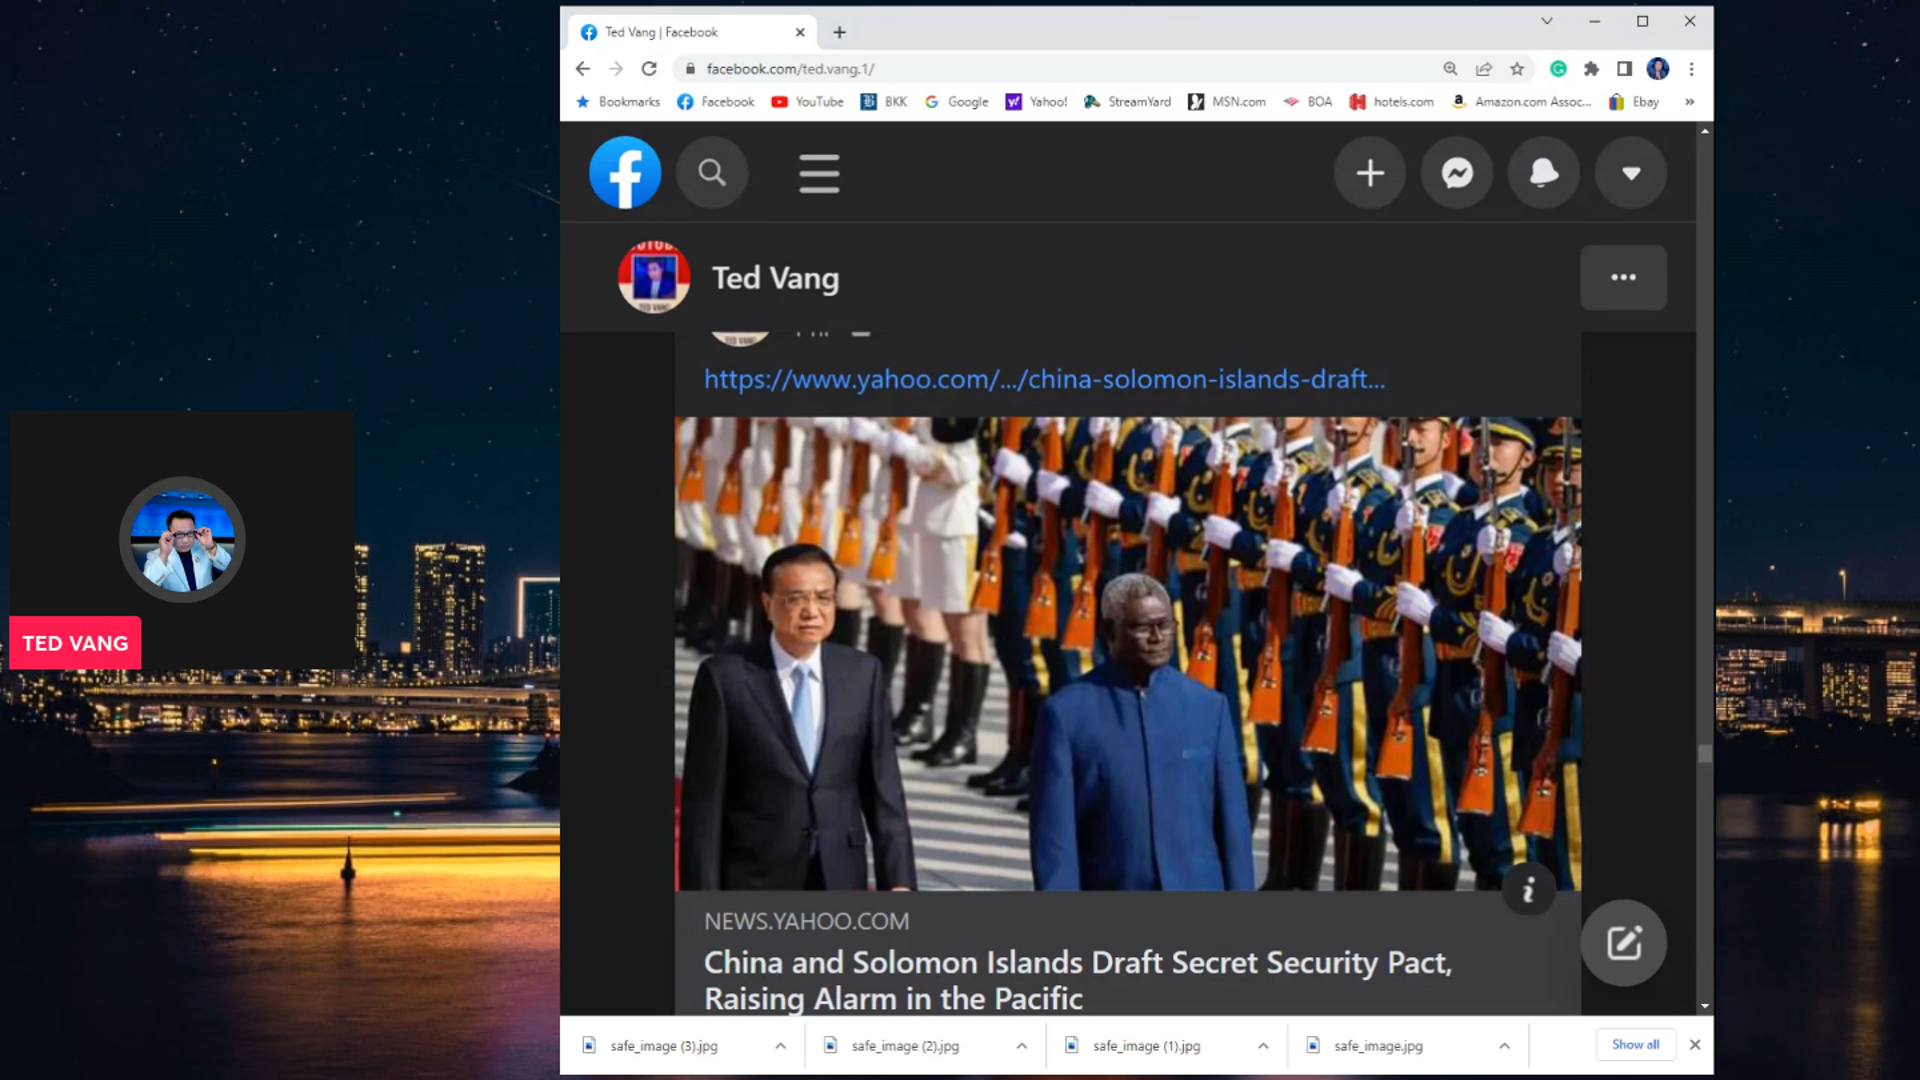 Ted Vang | Facebook
facebook.com/ted.vang.1/
Bookmarks Facebook YouTube BKK Google Yahoo! StreamYard MSN.com BOA hotels.com Amazon.com Assoc... Ebay »
Ted Vang
https://www.yahoo.com/.../china-solomon-islands-draft...
TED VANG
NEWS.YAHOO.COM
China and Solomon Islands Draft Secret Security Pact,
Raising Alarm in the Pacific
safe_image (3).jpg safe_image (2).jpg safe_image (1).jpg safe_image.jpg Show all